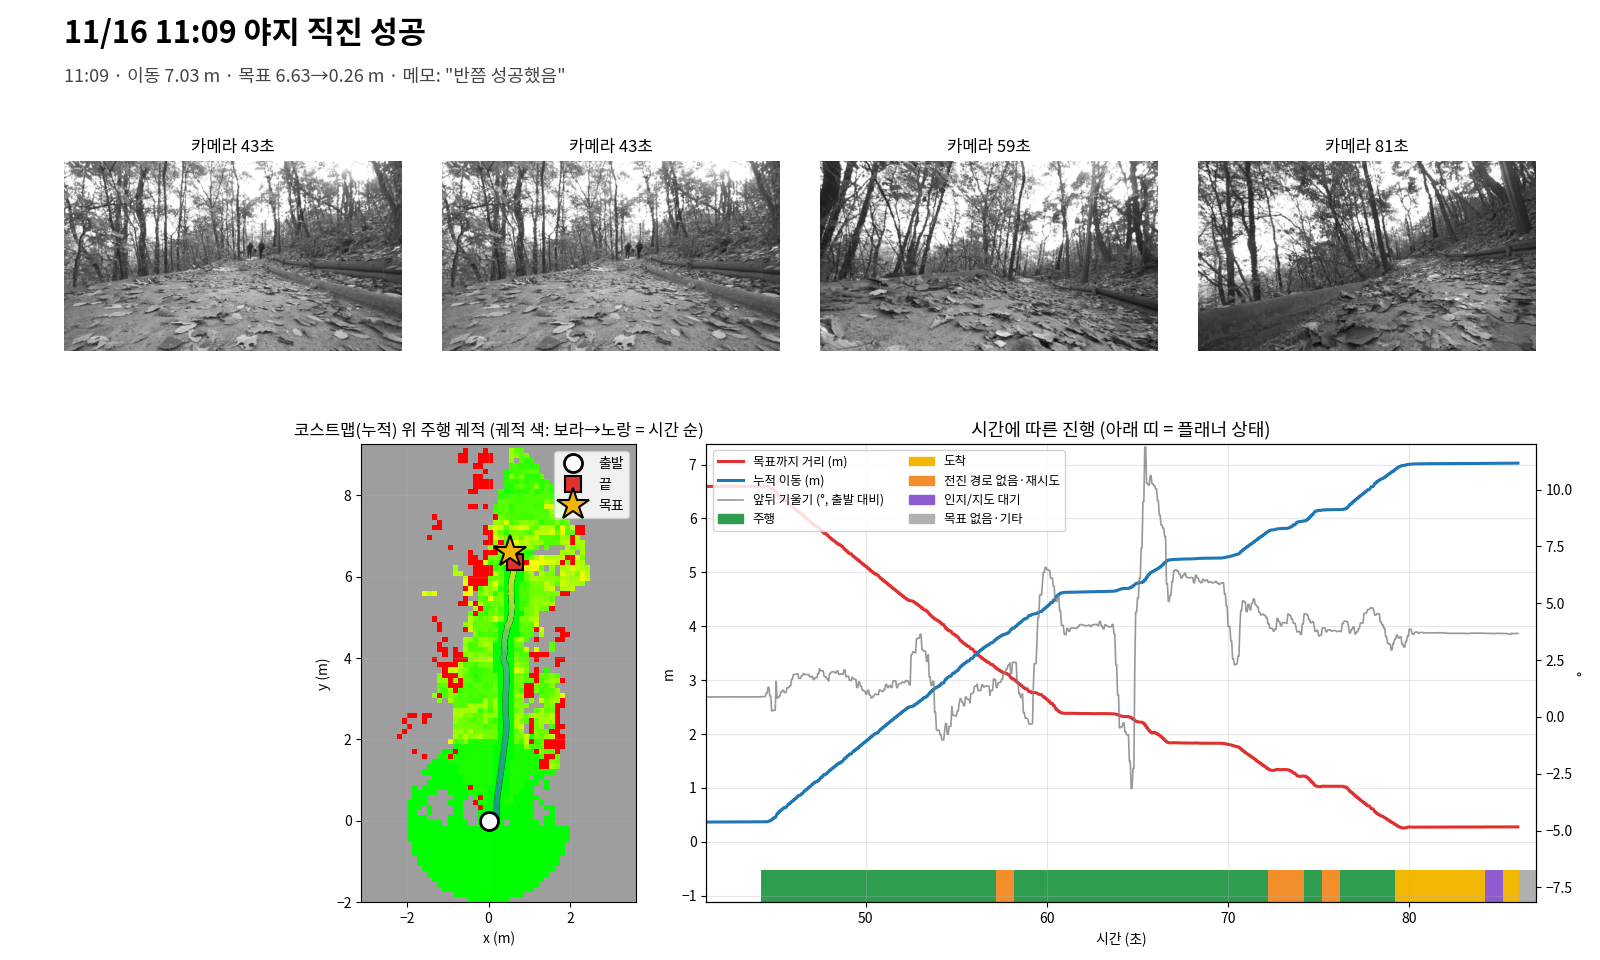 11/16 11:09 야지 직진 성공
11:09 · 이동 7.03 m · 목표 6.63→0.26 m · 메모: "반쯤 성공했음"
카메라 43초
카메라 43초
카메라 59초
카메라 81초
코스트맵(누적) 위 주행 궤적 (궤적 색: 보라→노랑 = 시간 순)
출발
끝
목표
8
6
4
2
0
−2
y (m)
−2
0
2
x (m)
시간에 따른 진행 (아래 띠 = 플래너 상태)
목표까지 거리 (m)
누적 이동 (m)
앞뒤 기울기 (°, 출발 대비)
주행
도착
전진 경로 없음·재시도
인지/지도 대기
목표 없음·기타
7
6
5
4
3
2
1
0
−1
m
10.0
7.5
5.0
2.5
0.0
−2.5
−5.0
−7.5
°
50
60
70
80
시간 (초)